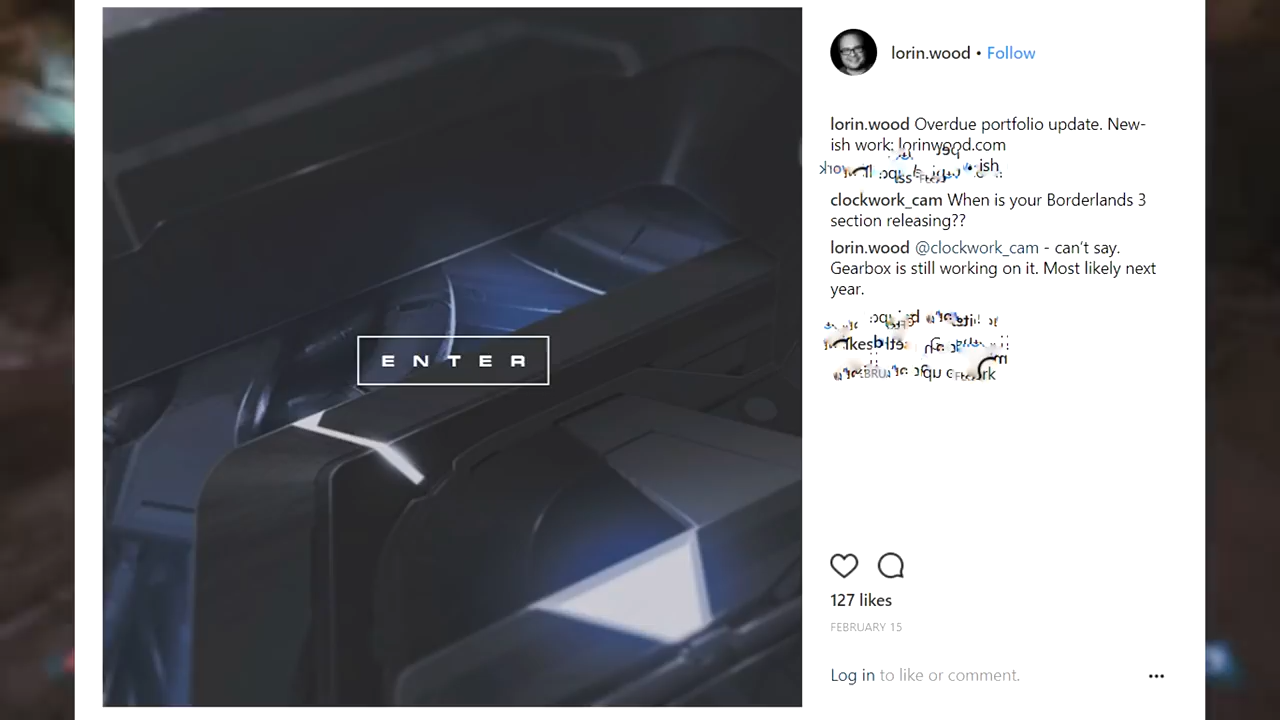 lorin.wood • Follow
lorin.wood Overdue portfolio update. New-
ish work: lorinwood.com
clockwork_cam When is your Borderlands 3
section releasing??
lorin.wood @clockwork_cam - can't say.
Gearbox is still working on it. Most likely next
year.
ENTER
127 likes
FEBRUARY 15
Log in to like or comment.